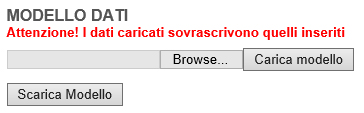 MODELLO DATI
Attenzione! I dati caricati sovrascrivono quelli inseriti
Browse... Carica modello
Scarica Modello